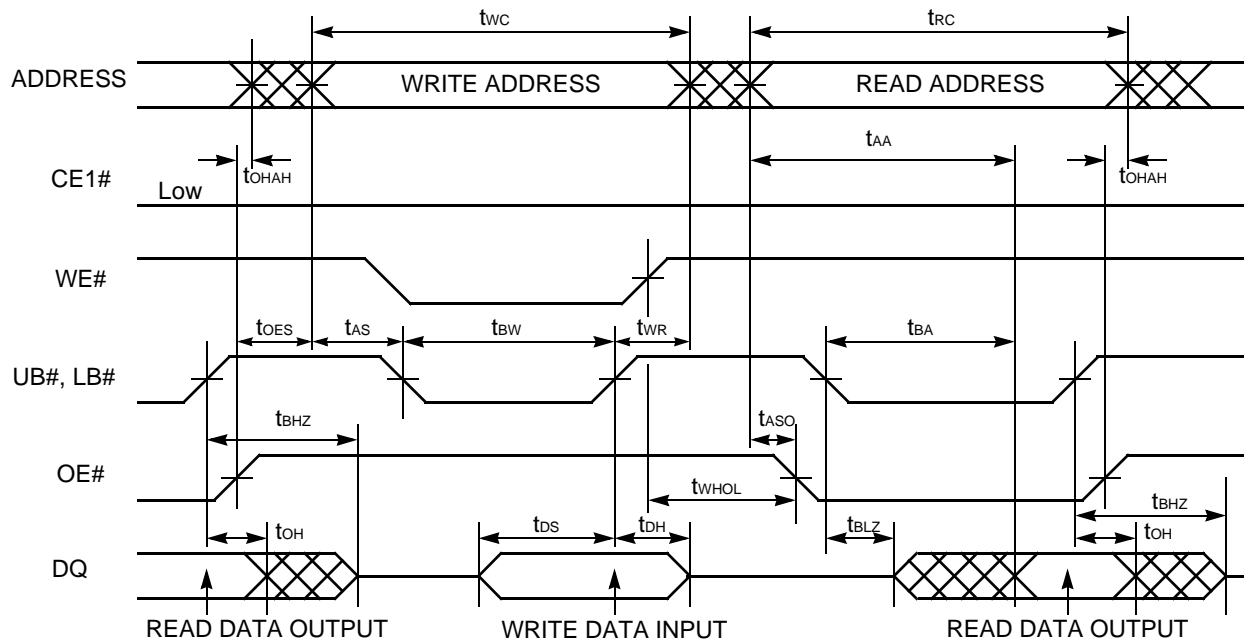 tWC
tRC
ADDRESS
WRITE ADDRESS
READ ADDRESS
tAA
tOHAH
tOHAH
CE1#
Low
WE#
tOES
tAS
tBW
tWR
tBA
UB#, LB#
tBHZ
tASO
OE#
tWHOL
tBHZ
tOH
tDS
tDH
tBLZ
tOH
DQ
READ DATA OUTPUT
WRITE DATA INPUT
READ DATA OUTPUT